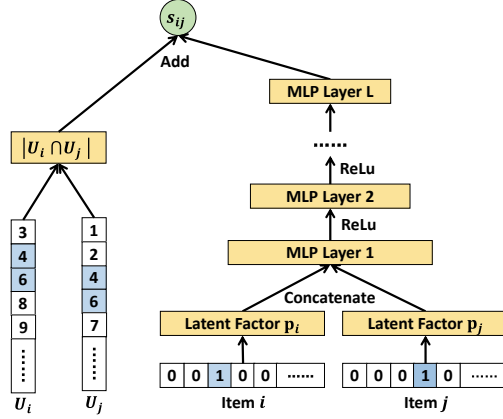 s_{ij}
Add
MLP Layer L
······
|U_i ∩ U_j|
ReLu
MLP Layer 2
ReLu
MLP Layer 1
3
4
6
8
9
······
U_i
1
2
4
6
7
······
U_j
Concatenate
Latent Factor p_i
Latent Factor p_j
0 0 1 0 0 ······
0 0 0 1 0 ······
Item i
Item j